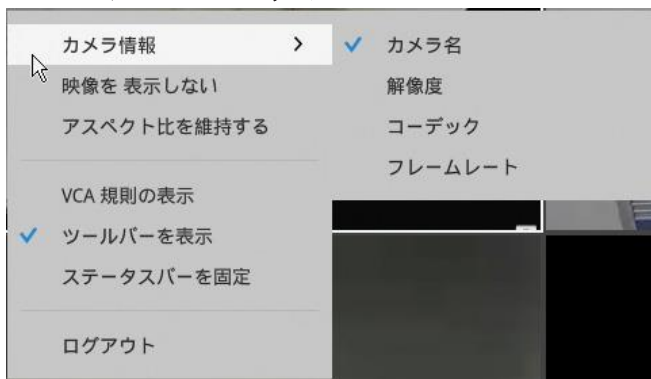 カメラ情報
映像を 表示しない
アスペクト比を維持する
VCA 規則の表示
ツールバーを表示
ステータスバーを固定
ログアウト
カメラ名
解像度
コーデック
フレームレート